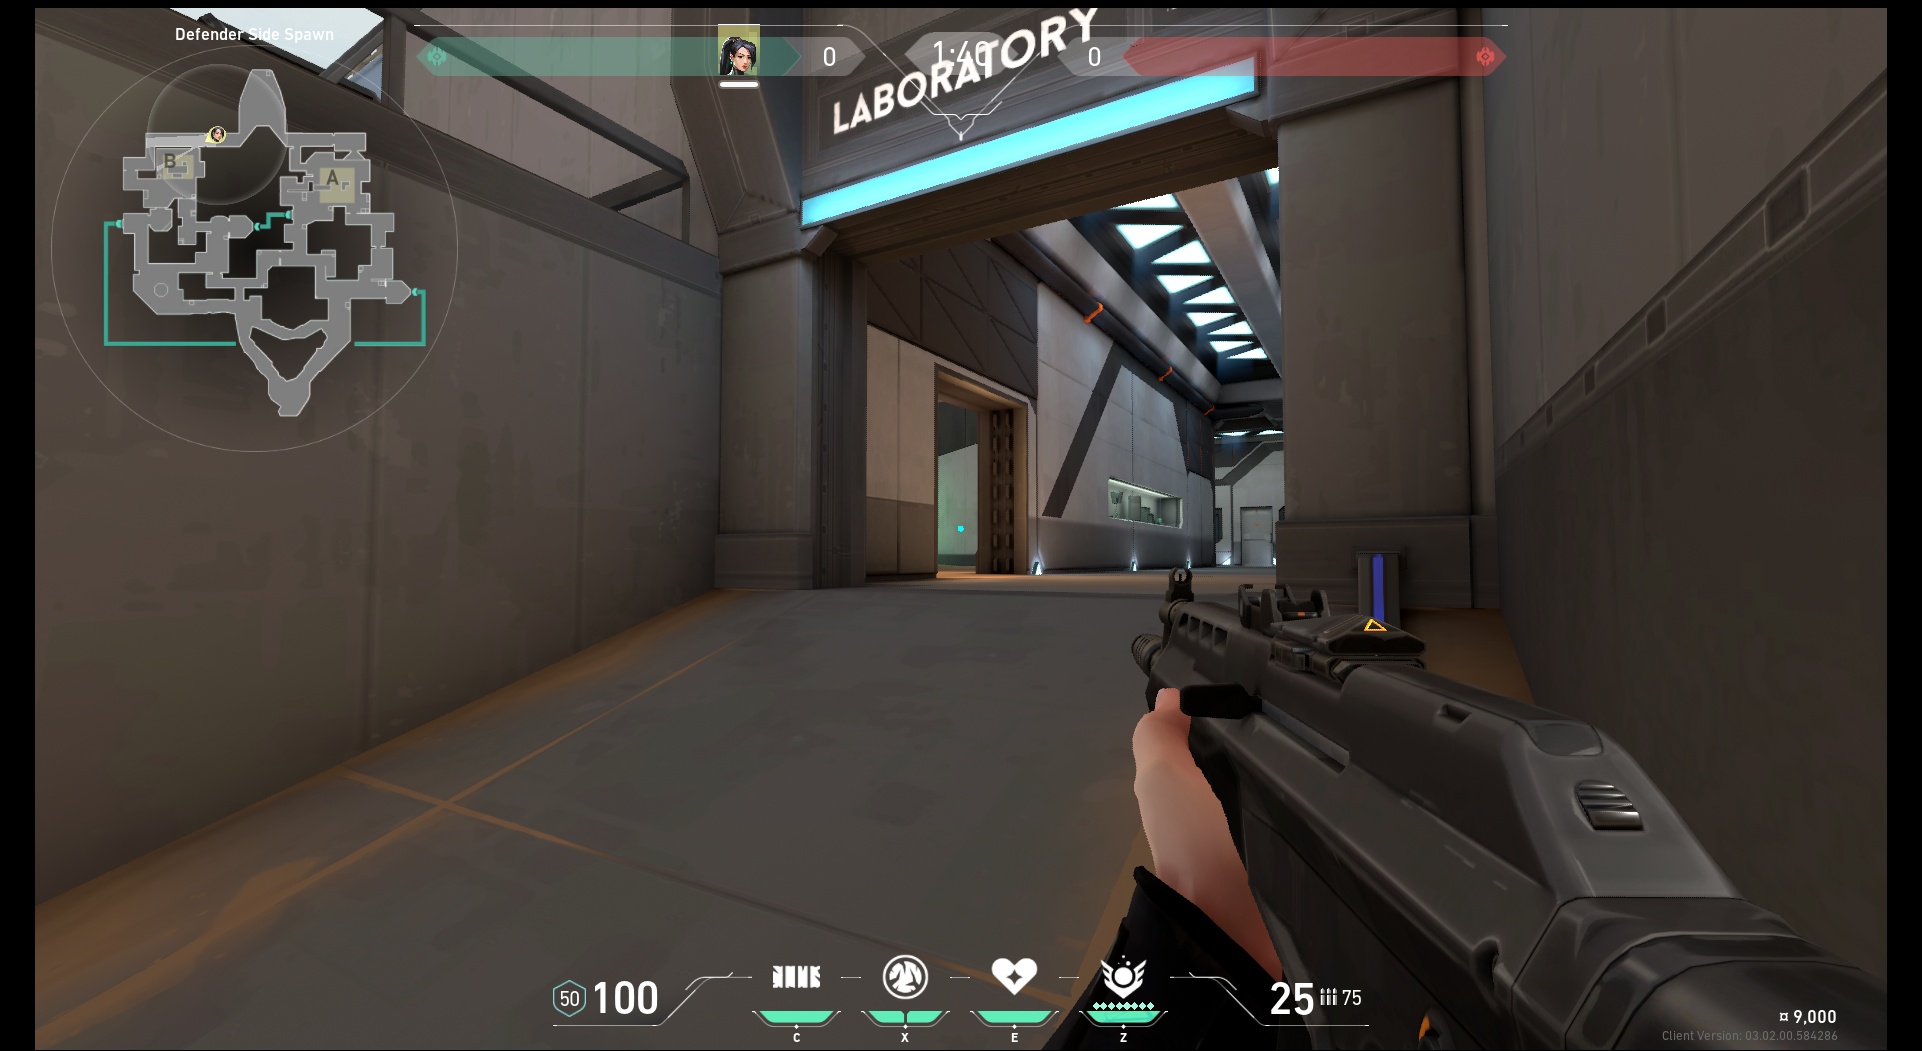 Defender Side Spawn
0
1:40
0
LABORATORY
B
A
50
100
25
75
C
X
E
Z
¤ 9,000
Client Version: 03.02.00.584286